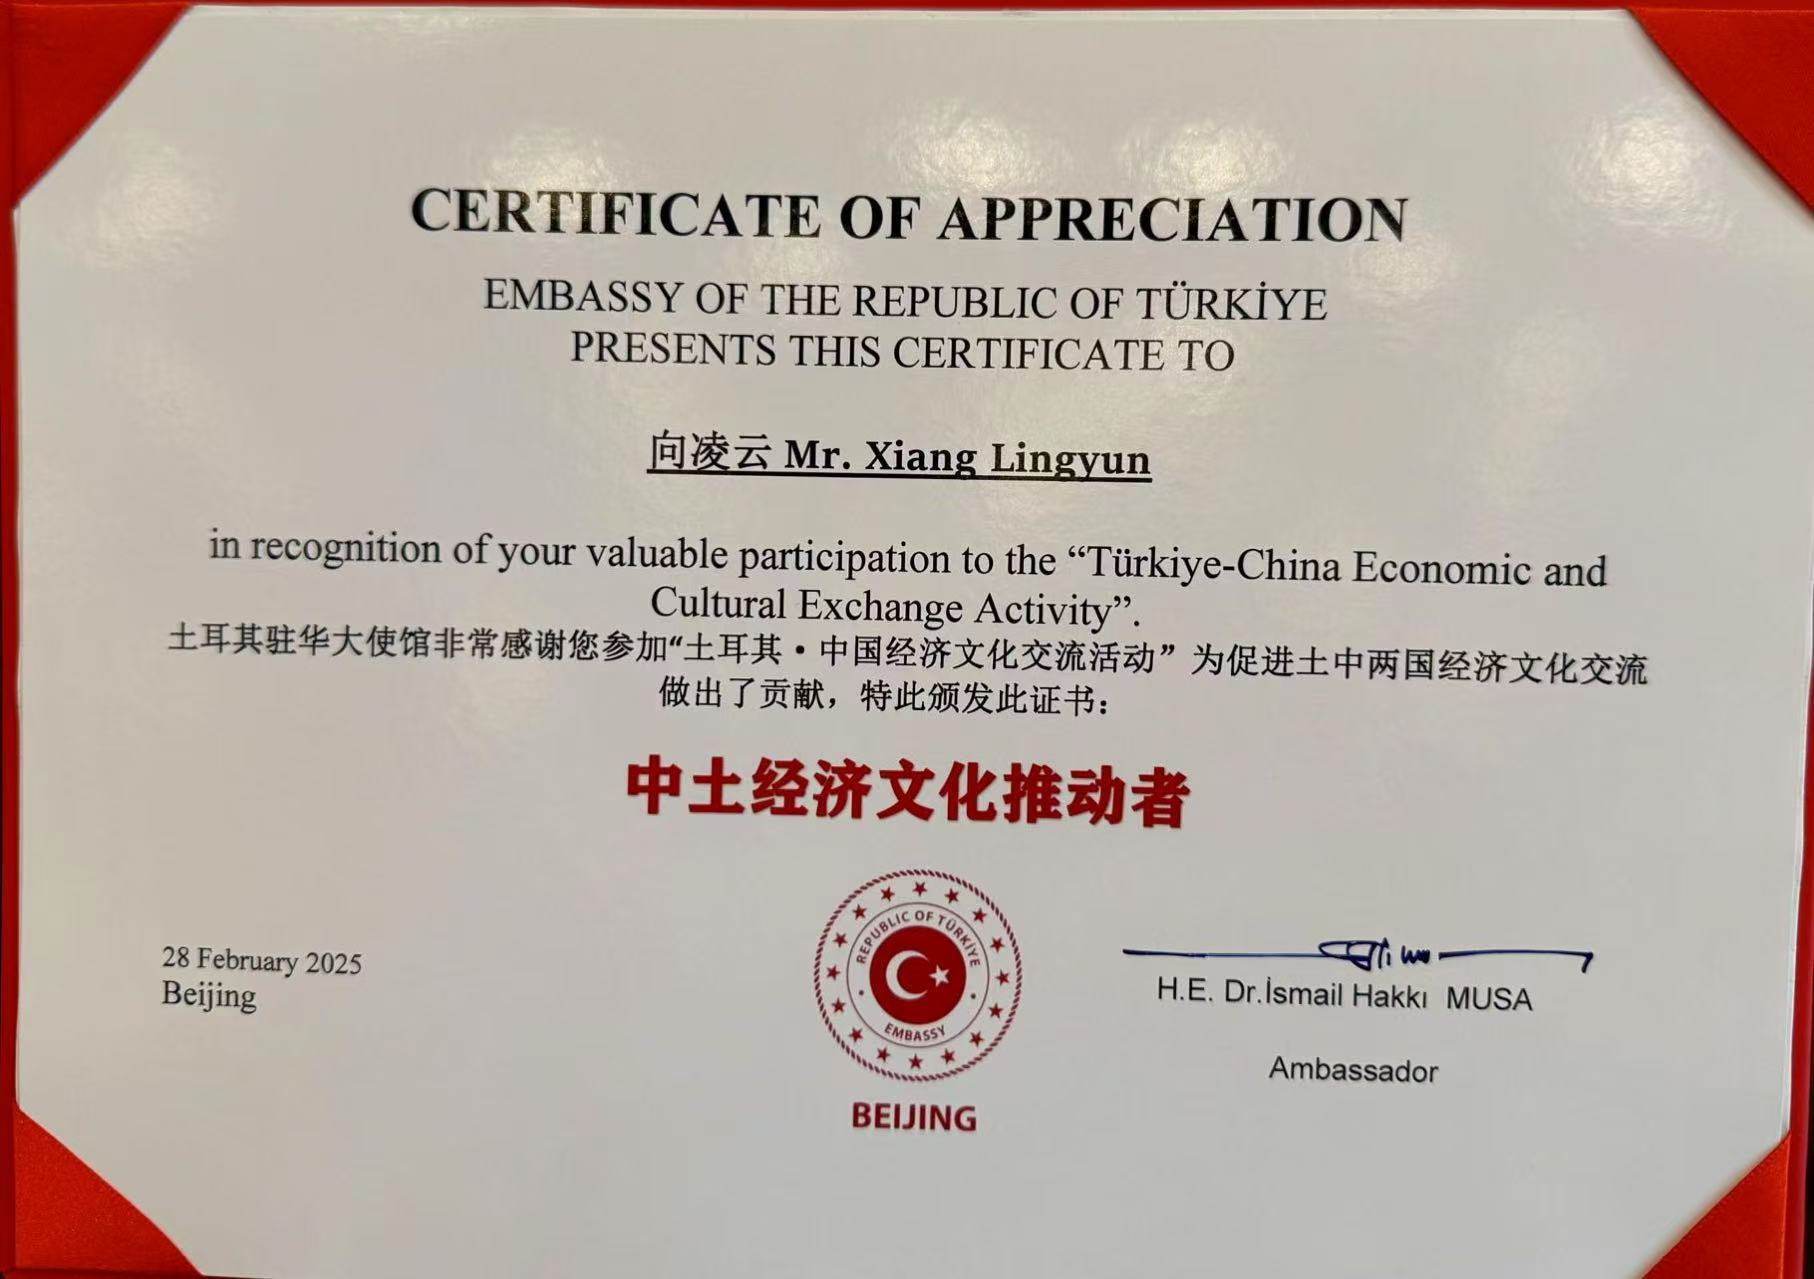 CERTIFICATE OF APPRECIATION
EMBASSY OF THE REPUBLIC OF TÜRKİYE
PRESENTS THIS CERTIFICATE TO
向凌云 Mr. Xiang Lingyun
in recognition of your valuable participation to the “Türkiye-China Economic and
Cultural Exchange Activity”.
土耳其驻华大使馆非常感谢您参加“土耳其·中国经济文化交流活动”为促进土中两国经济文化交流
做出了贡献，特此颁发此证书：
中土经济文化推动者
28 February 2025
Beijing
REPUBLIC OF TÜRKİYE
EMBASSY
BEIJING
H.E. Dr.İsmail Hakkı MUSA
Ambassador